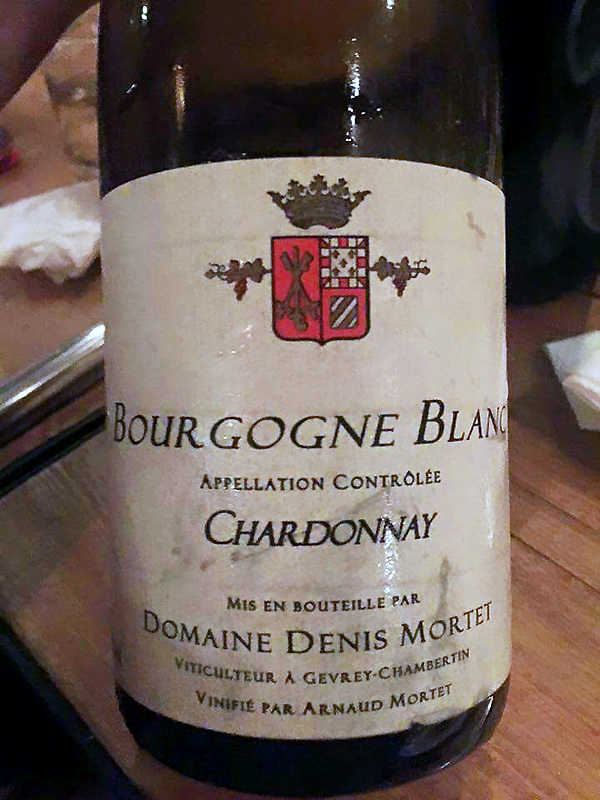 BOURGOGNE BLANC
APPELLATION CONTRÔLÉE
CHARDONNAY
MIS EN BOUTEILLE PAR
DOMAINE DENIS MORTET
VITICULTEUR À GEVREY-CHAMBERTIN
VINIFIÉ PAR ARNAUD MORTET